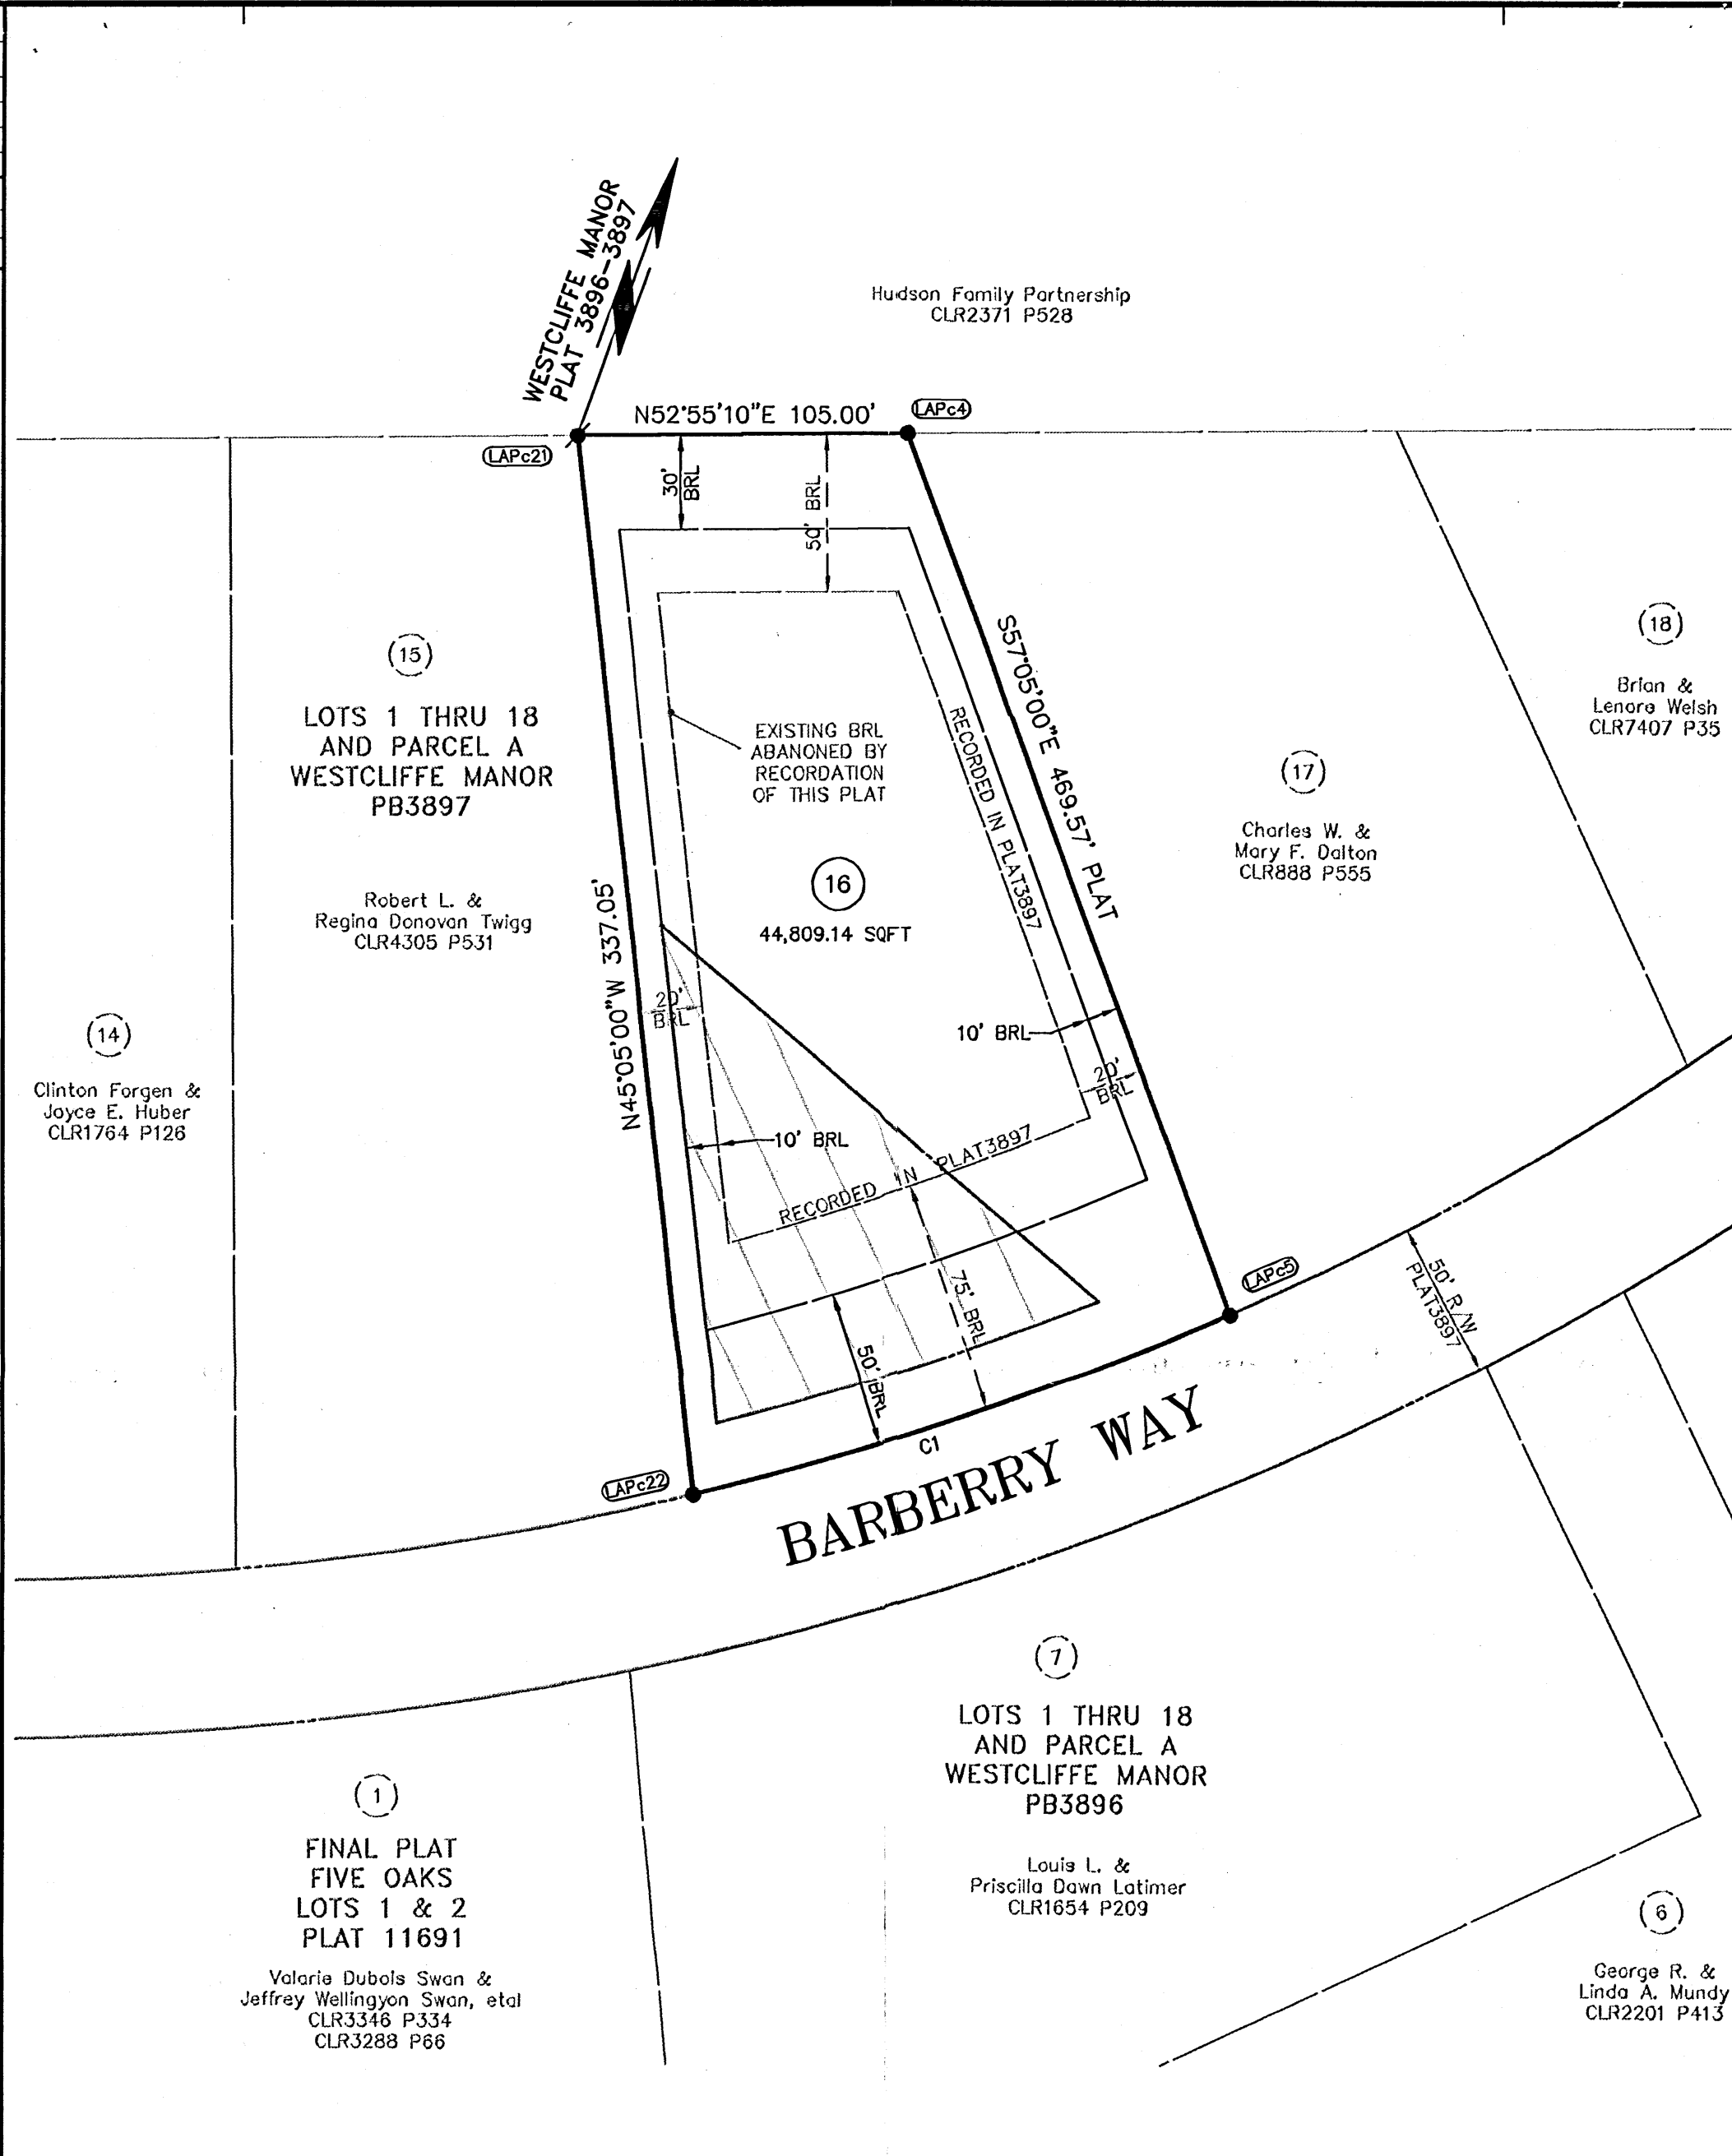 WESTCLIFFE MANOR
PLAT 3896-3897
Hudson Family Partnership
CLR2371 P528
N52°55'10"E 105.00'
LAPc4
LAPc21
30'
BRL
50' BRL
15
LOTS 1 THRU 18
AND PARCEL A
WESTCLIFFE MANOR
PB3897
Robert L. &
Regina Donovan Twigg
CLR4305 P531
EXISTING BRL
ABANONED BY
RECORDATION
OF THIS PLAT
RECORDED IN PLAT3897
S57°05'00"E 469.57' PLAT
18
Brian &
Lenore Welsh
CLR7407 P35
17
Charles W. &
Mary F. Dalton
CLR888 P555
16
44,809.14 SQFT
N45°05'00"W 337.05'
14
Clinton Forgen &
Joyce E. Huber
CLR1764 P126
20'
BRL
10' BRL
20'
BRL
10' BRL
RECORDED IN PLAT3897
75' BRL
50' BRL
LAPc5
50' R/W
PLAT3897
C1
LAPc22
BARBERRY WAY
7
LOTS 1 THRU 18
AND PARCEL A
WESTCLIFFE MANOR
PB3896
Louis L. &
Priscilla Dawn Latimer
CLR1654 P209
1
FINAL PLAT
FIVE OAKS
LOTS 1 & 2
PLAT 11691
Valarie Dubois Swan &
Jeffrey Wellingyon Swan, etal
CLR3346 P334
CLR3288 P66
6
George R. &
Linda A. Mundy
CLR2201 P413